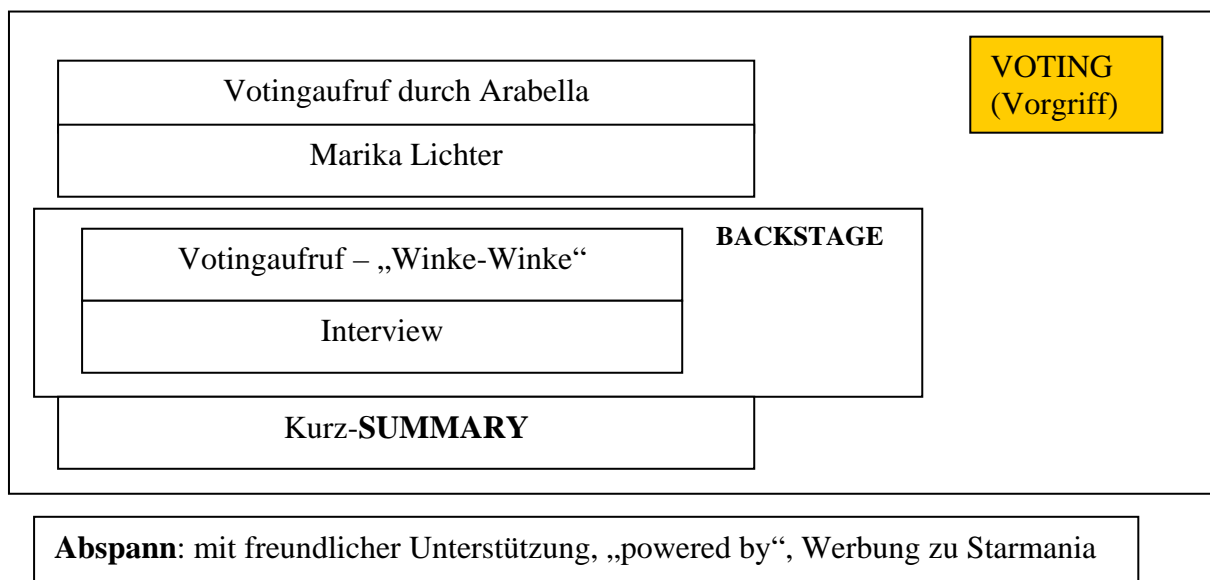 VOTING
(Vorgriff)
Votingaufruf durch Arabella
Marika Lichter
BACKSTAGE
Votingaufruf – „Winke-Winke“
Interview
Kurz-SUMMARY
Abspann: mit freundlicher Unterstützung, „powered by“, Werbung zu Starmania